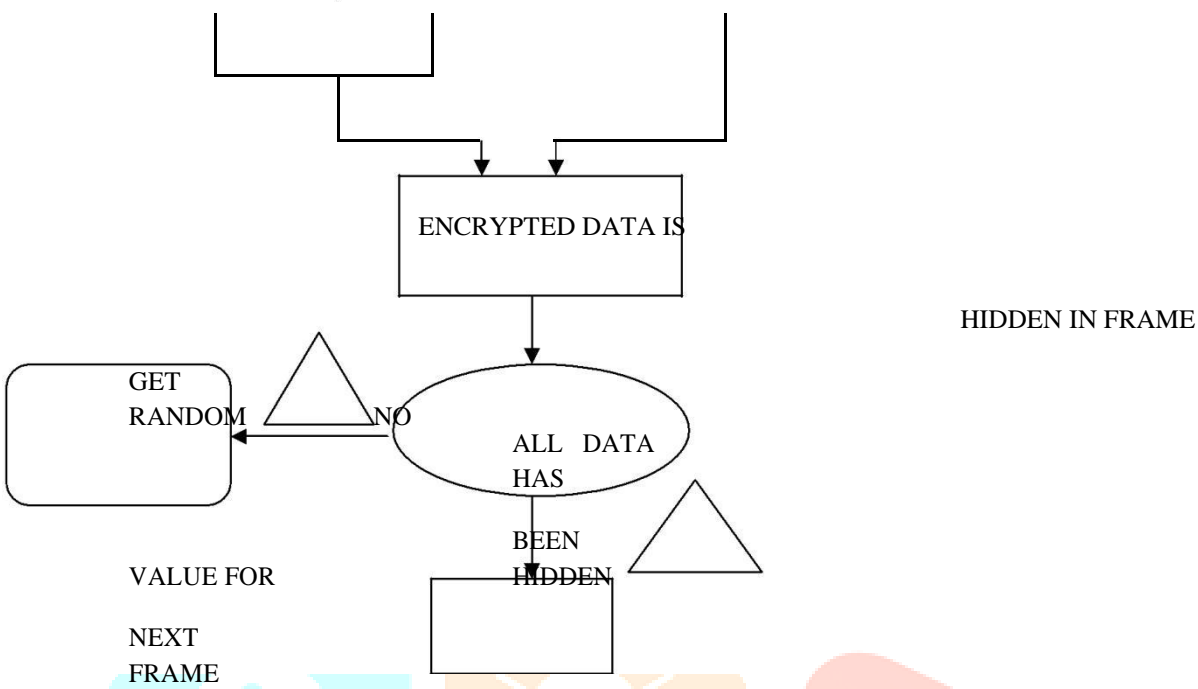 ENCRYPTED DATA IS
HIDDEN IN FRAME
GET
RANDOM
NO
ALL DATA
HAS
BEEN
HIDDEN
VALUE FOR
NEXT
FRAME